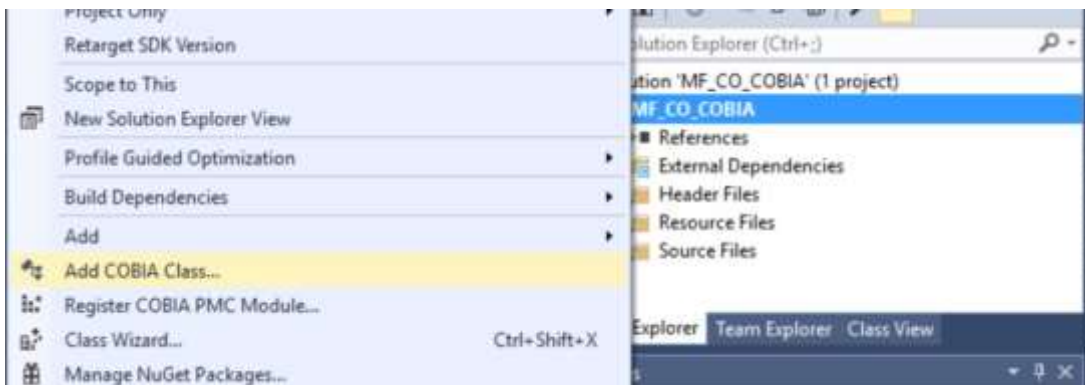 Project Only
Retarget SDK Version
Scope to This
New Solution Explorer View
Profile Guided Optimization
Build Dependencies
Add
Add COBIA Class...
Register COBIA PMC Module...
Class Wizard... Ctrl+Shift+X
Manage NuGet Packages...
olution Explorer (Ctrl+;)
ution 'MF_CO_COBIA' (1 project)
MF_CO_COBIA
References
External Dependencies
Header Files
Resource Files
Source Files
Explorer Team Explorer Class View